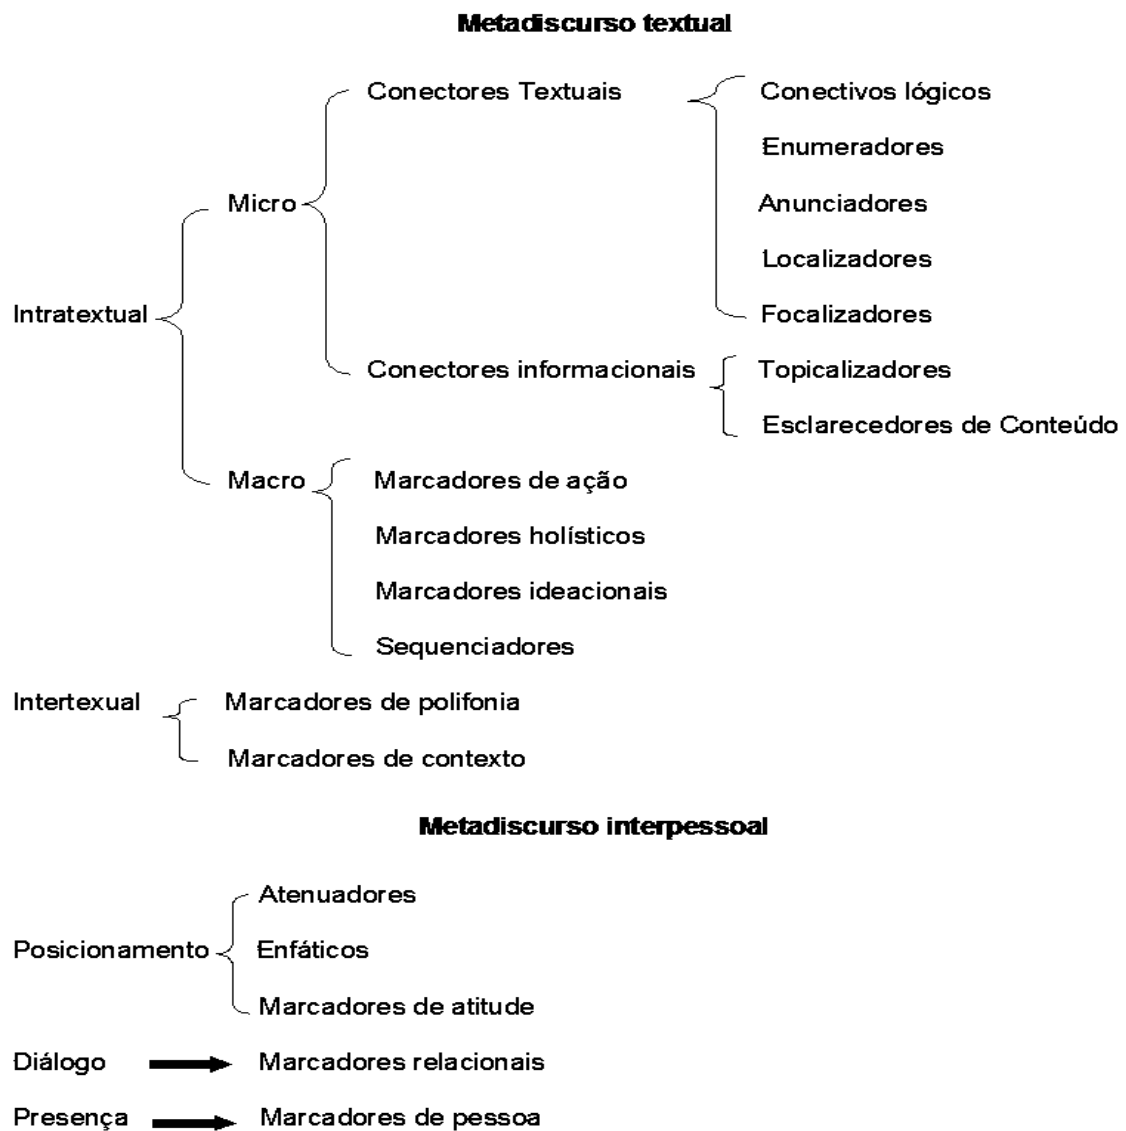 Metadiscurso textual
Conectores Textuais Conectivos lógicos
Enumeradores
Micro Anunciadores
Localizadores
Intratextual Focalizadores
Conectores informacionais Topicalizadores
Esclarecedores de Conteúdo
Macro Marcadores de ação
Marcadores holísticos
Marcadores ideacionais
Sequenciadores
Intertexual Marcadores de polifonia
Marcadores de contexto
Metadiscurso interpessoal
Atenuadores
Posicionamento Enfáticos
Marcadores de atitude
Diálogo Marcadores relacionais
Presença Marcadores de pessoa